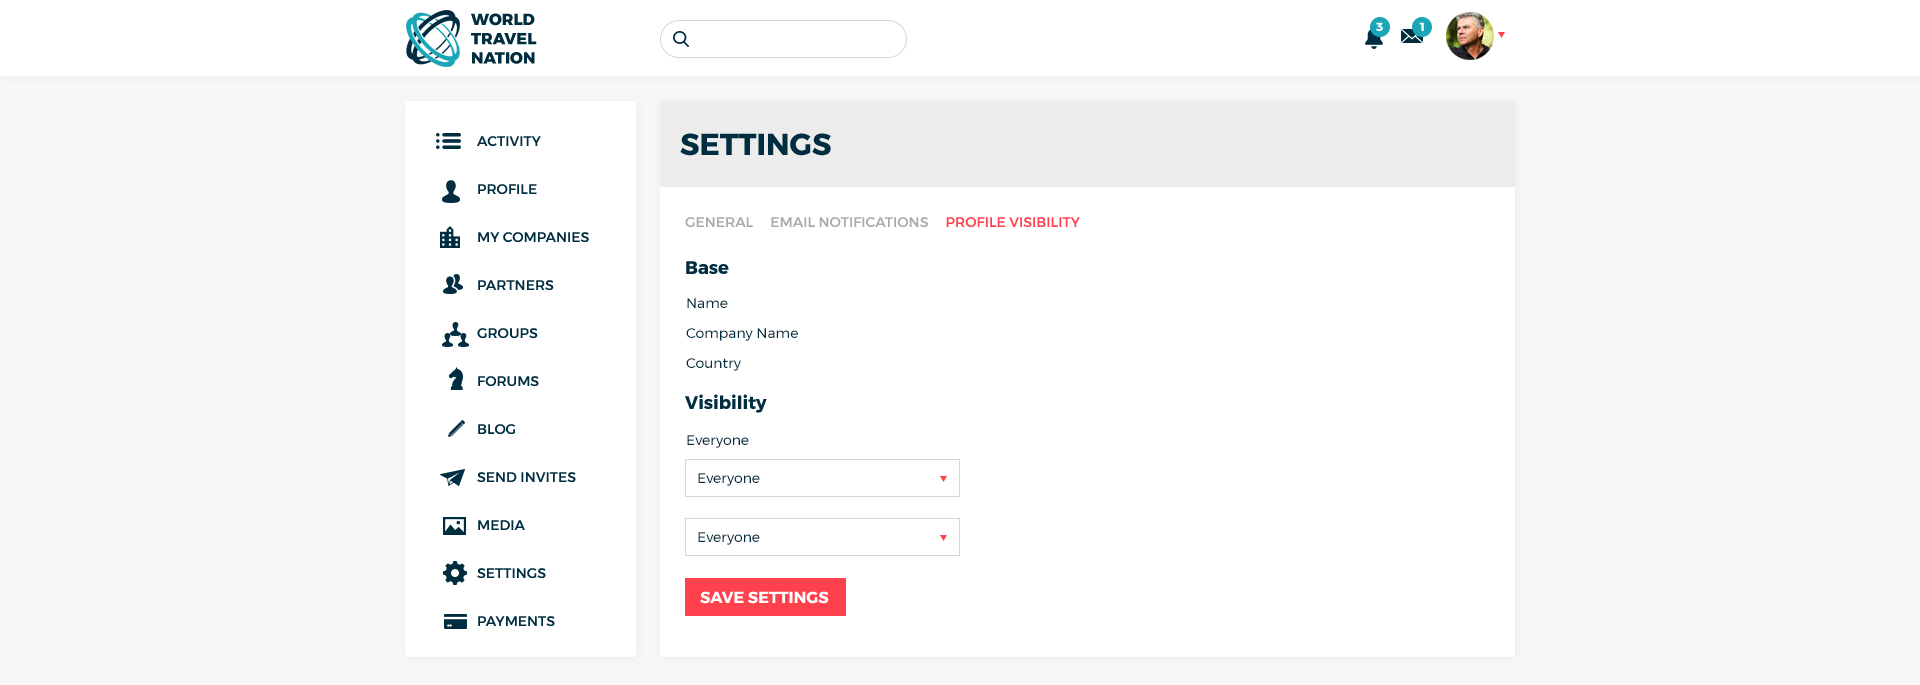 WORLD
TRAVEL
NATION
3
1
ACTIVITY
PROFILE
MY COMPANIES
PARTNERS
GROUPS
FORUMS
BLOG
SEND INVITES
MEDIA
SETTINGS
PAYMENTS
SETTINGS
GENERAL EMAIL NOTIFICATIONS PROFILE VISIBILITY
Base
Name
Company Name
Country
Visibility
Everyone
Everyone
Everyone
SAVE SETTINGS